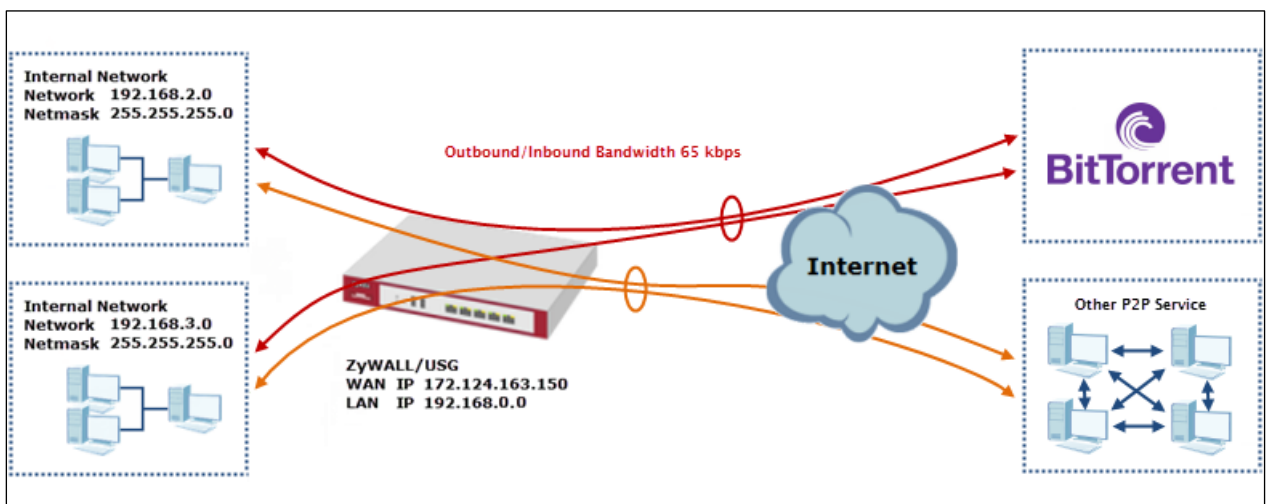 Internal Network
Network 192.168.2.0
Netmask 255.255.255.0
Outbound/Inbound Bandwidth 65 kbps
BitTorrent
Internet
Internal Network
Network 192.168.3.0
Netmask 255.255.255.0
ZyWALL/USG
WAN IP 172.124.163.150
LAN IP 192.168.0.0
Other P2P Service